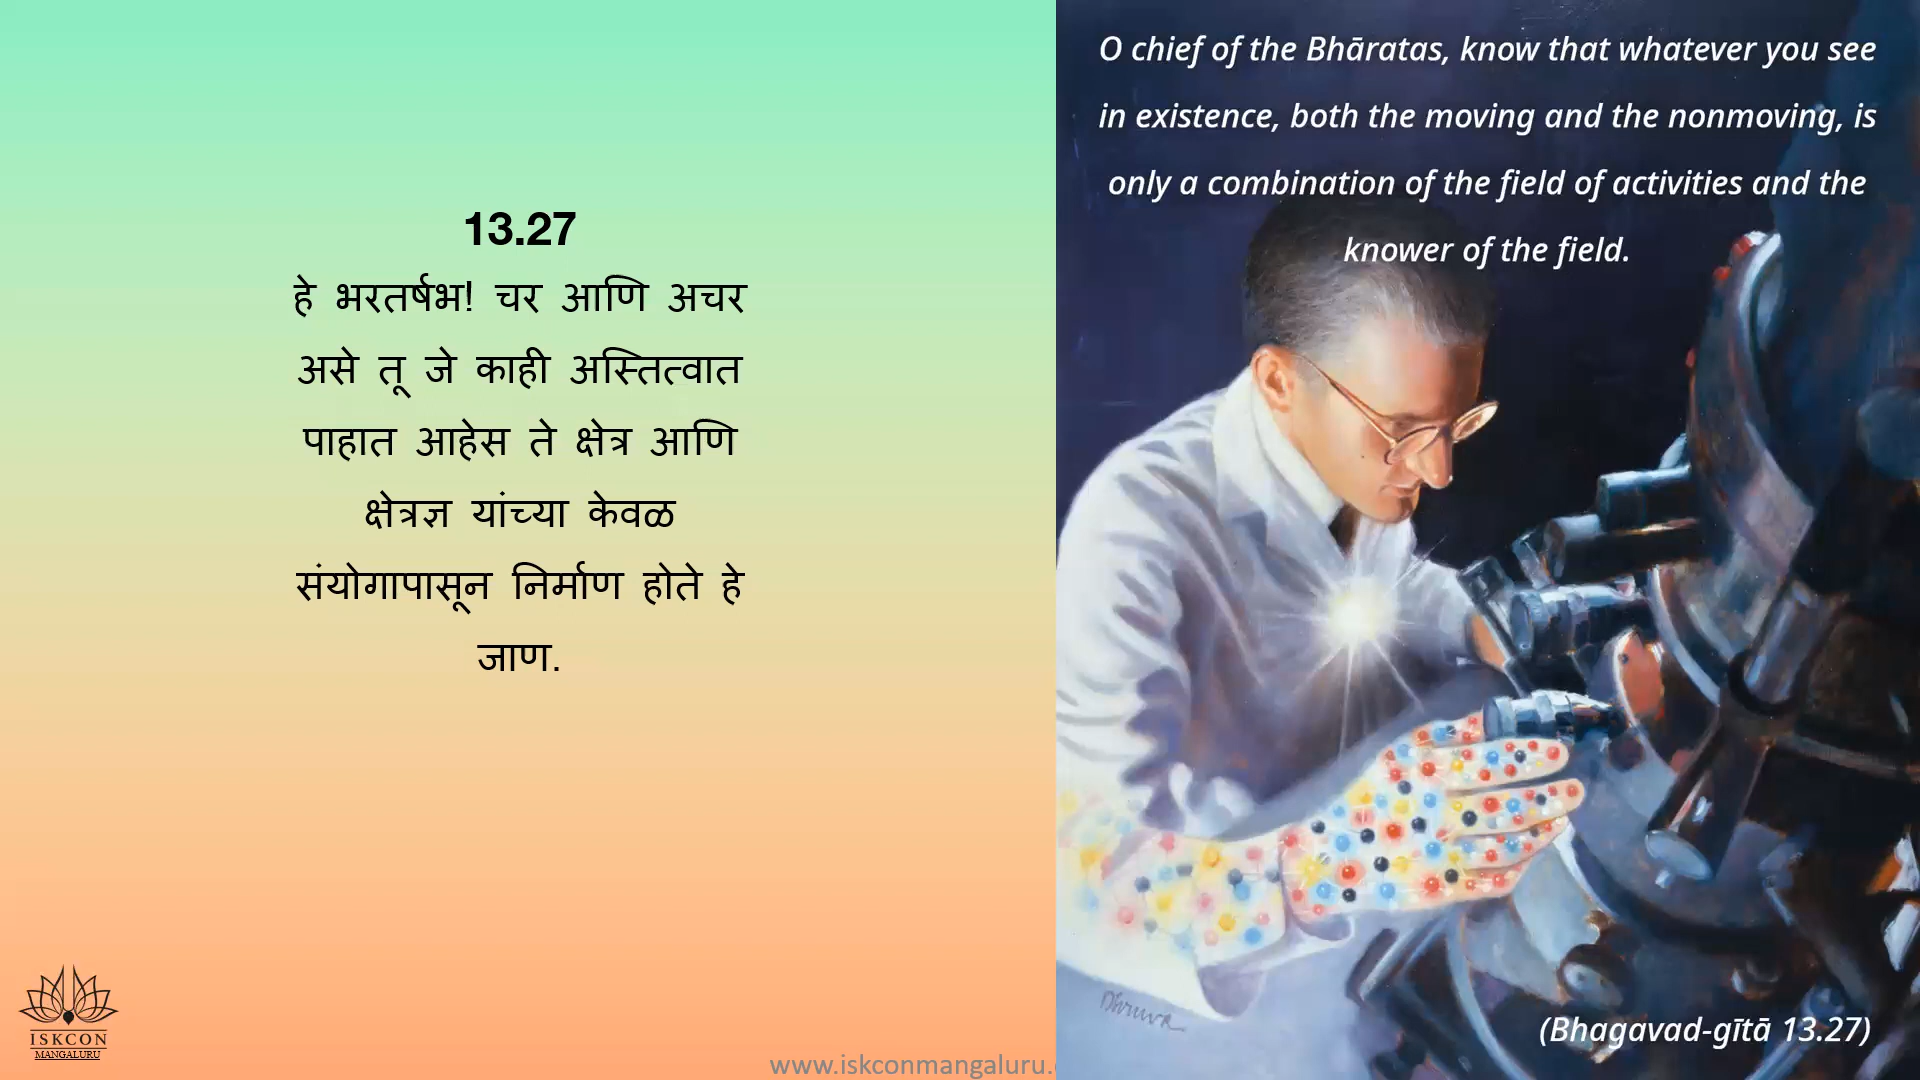 13.27
हे भरतर्षभ! चर आणि अचर
असे तू जे काही अस्तित्वात
पाहात आहेस ते क्षेत्र आणि
क्षेत्रज्ञ यांच्या केवळ
संयोगापासून निर्माण होते हे
जाण.
ISKCON
MANGALURU
www.iskconmangaluru.
O chief of the Bhāratas, know that whatever you see
in existence, both the moving and the nonmoving, is
only a combination of the field of activities and the
knower of the field.
Dhruva
(Bhagavad-gītā 13.27)